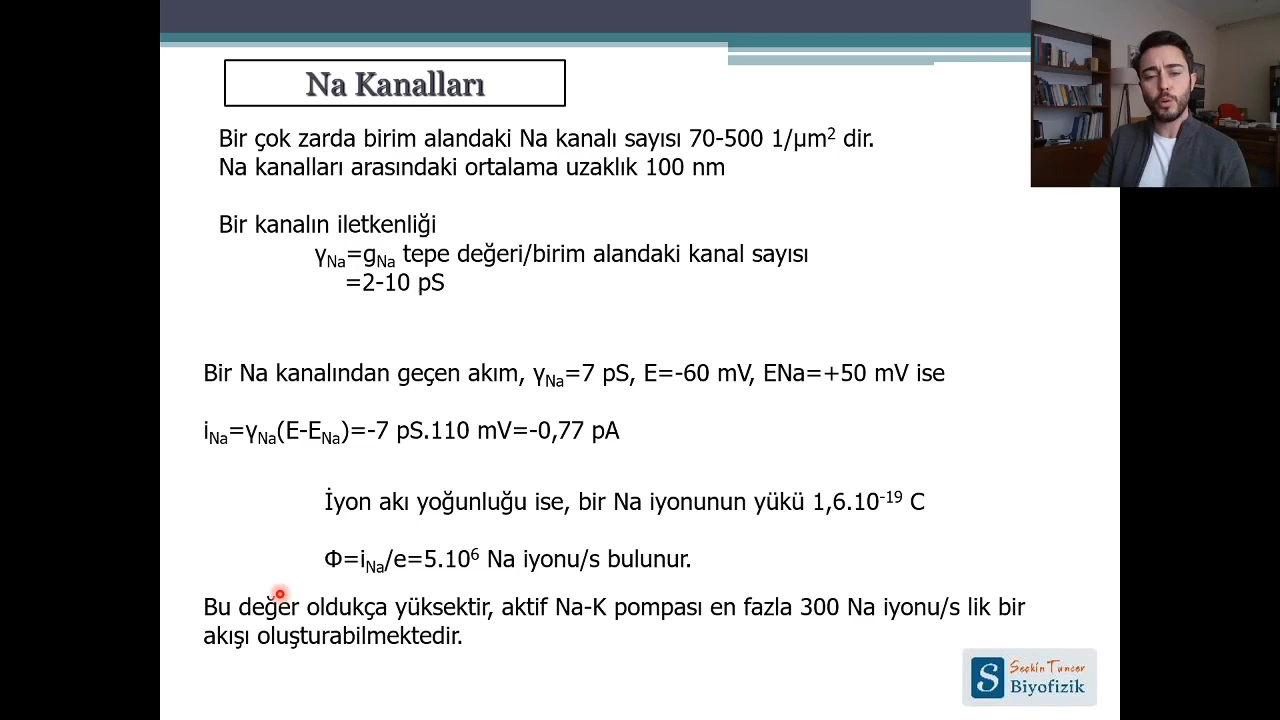 Na Kanalları
Bir çok zarda birim alandaki Na kanalı sayısı 70-500 1/µm² dir.
Na kanalları arasındaki ortalama uzaklık 100 nm
Bir kanalın iletkenliği
γNa=gNa tepe değeri/birim alandaki kanal sayısı
=2-10 pS
Bir Na kanalından geçen akım, γNa=7 pS, E=-60 mV, ENa=+50 mV ise
iNa=γNa(E-ENa)=-7 pS.110 mV=-0,77 pA
İyon akı yoğunluğu ise, bir Na iyonunun yükü 1,6.10⁻¹⁹ C
Φ=iNa/e=5.10⁶ Na iyonu/s bulunur.
Bu değer oldukça yüksektir, aktif Na-K pompası en fazla 300 Na iyonu/s lik bir
akışı oluşturabilmektedir.
S
Seçkin Tuncer
Biyofizik